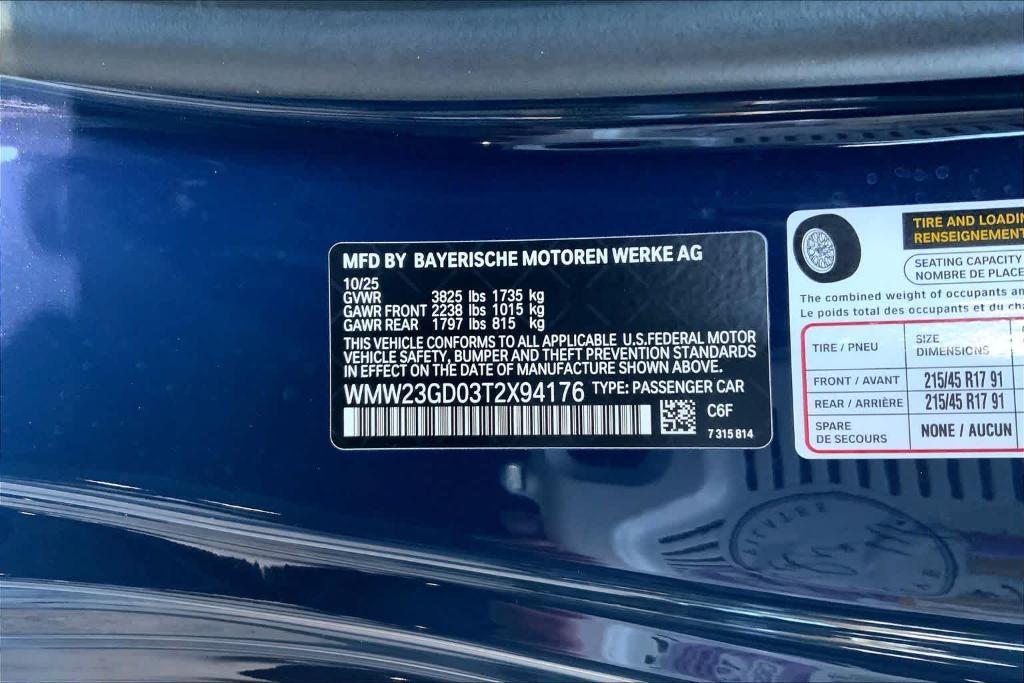 MFD BY BAYERISCHE MOTOREN WERKE AG
10/25
GVWR 3825 lbs 1735 kg
GAWR FRONT 2238 lbs 1015 kg
GAWR REAR 1797 lbs 815 kg
THIS VEHICLE CONFORMS TO ALL APPLICABLE U.S.FEDERAL MOTOR
VEHICLE SAFETY, BUMPER AND THEFT PREVENTION STANDARDS
IN EFFECT ON THE DATE OF MANUFACTURE SHOWN ABOVE.
WMW23GD03T2X94176 TYPE: PASSENGER CAR
C6F
7 315 814
TIRE AND
RENSEIGNEMENT
SEATING CAPACITY
NOMBRE DE PLACE
The combined weight of occupants
Le poids total des occupants et du
TIRE / PNEU SIZE
DIMENSIONS
FRONT / AVANT 215/45 R17 91
REAR / ARRIÈRE 215/45 R17 91
SPARE
DE SECOURS NONE / AUCUN